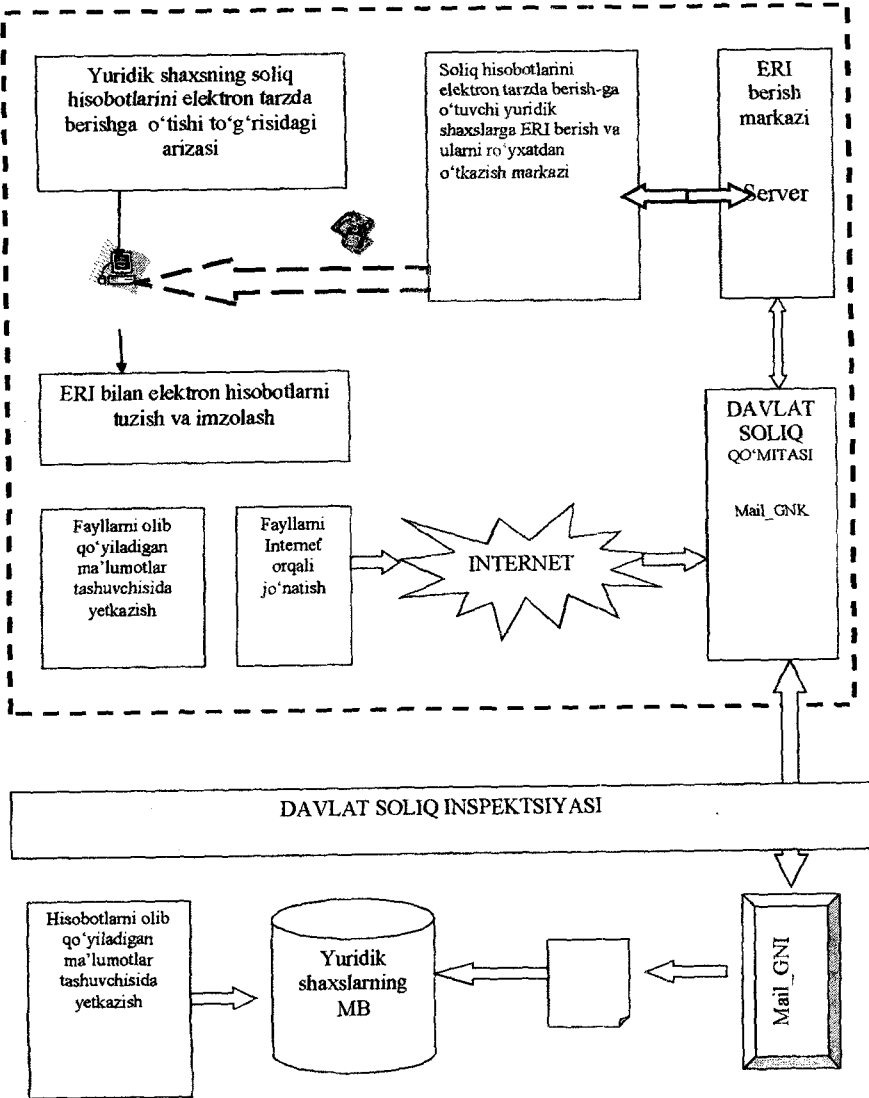 Yuridik shaxsning soliq
hisobotlarini elektron tarzda
berishga o‘tishi to‘g‘risidagi
arizasi
Soliq hisobotlarini
elektron tarzda berish-ga
o‘tuvchi yuridik
shaxslarga ERI berish va
ularni ro‘yxatdan
o‘tkazish markazi
ERI
berish
markazi
Server
ERI bilan elektron hisobotlarni
tuzish va imzolash
DAVLAT
SOLIQ
QO‘MITASI
Mail_GNK
Fayllarni olib
qo‘yiladigan
ma’lumotlar
tashuvchisida
yetkazish
Fayllarni
Internef
orqali
jo‘natish
INTERNET
DAVLAT SOLIQ INSPEKTSIYASI
Hisobotlarni olib
qo‘yiladigan
ma’lumotlar
tashuvchisida
yetkazish
Yuridik
shaxslarning
MB
Mail_GNI